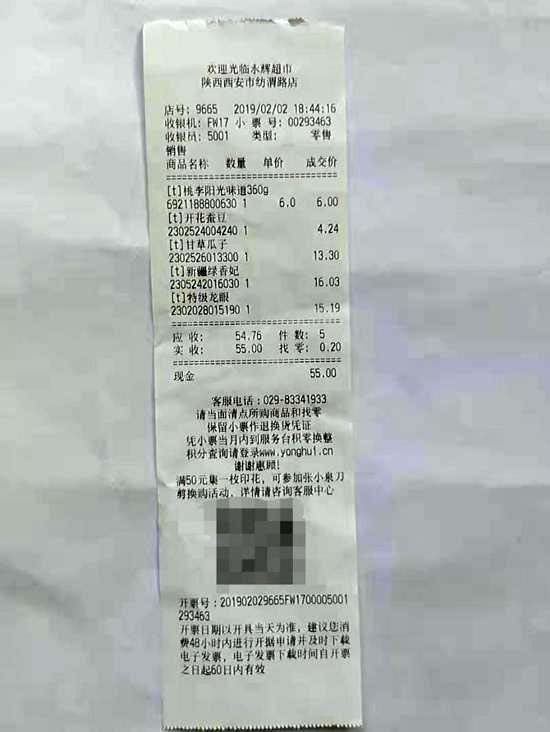 欢迎光临永辉超市
陕西西安市纺渭路店
店号: 9665 2019/02/02 18:44:16
收银机: FW17 小 票 号: 00293463
收银员: 5001 类型: 零售
销售
商品名称 数量 单价 成交价
[t]桃李阳光味道360g
6921188800630 1 6.0 6.00
[t]开花蚕豆
2302524004240 1 4.24
[t]甘草瓜子
2302526013300 1 13.30
[t]新疆绿香妃
2305242016030 1 16.03
[t]特级龙眼
2302028015190 1 15.19
应 收: 54.76 件 数: 5
实 收: 55.00 找 零: 0.20
现金 55.00
客服电话: 029-83341933
请当面清点所购商品和找零
保留小票作退换货凭证
凭小票当月内到服务台积零换整
积分查询请登录www.yonghui.cn
谢谢惠顾!
满50元集一枚印花, 可参加张小泉刀
剪换购活动, 详情请咨询客服中心
开票号: 201902029665FW1700005001
293463
开票日期以开具当天为准, 建议您消
费48小时内进行开据申请并及时下载
电子发票, 电子发票下载时间自开票
之日起60日内有效